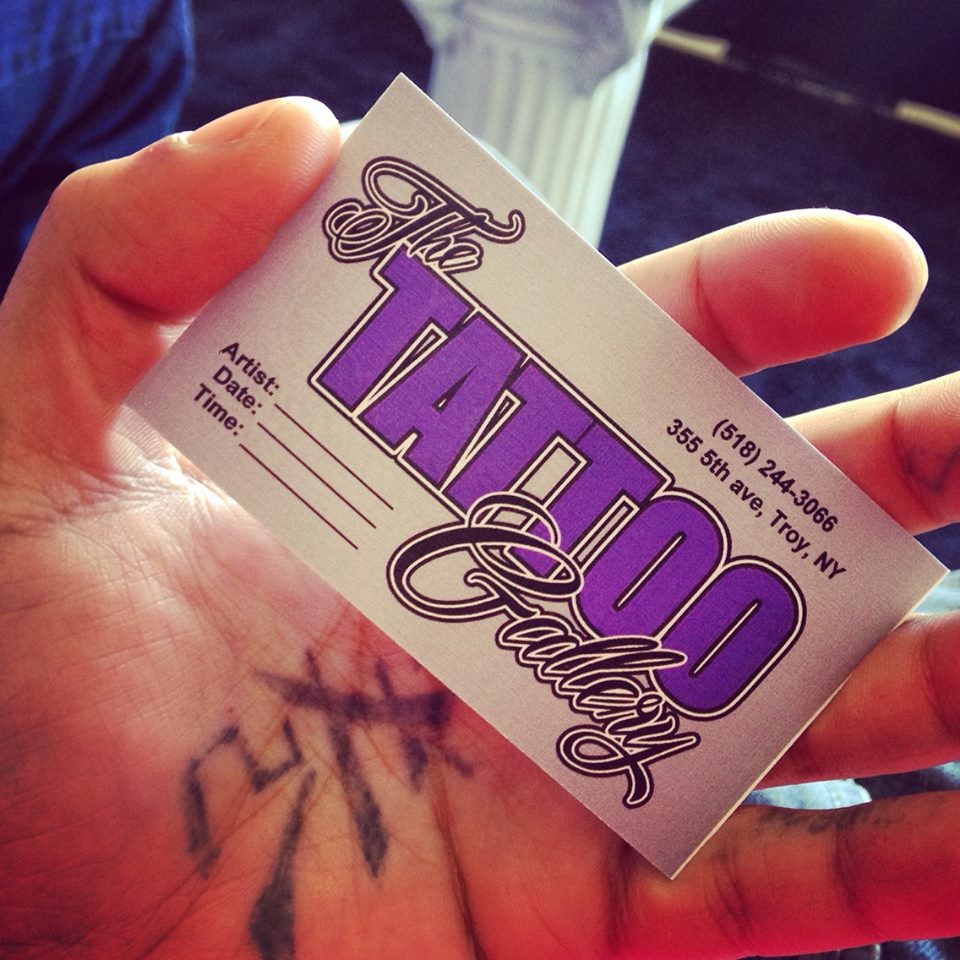 The
TATTOO
Gallery
(518) 244-3066
355 5th ave, Troy, NY
Artist:
Date:
Time: